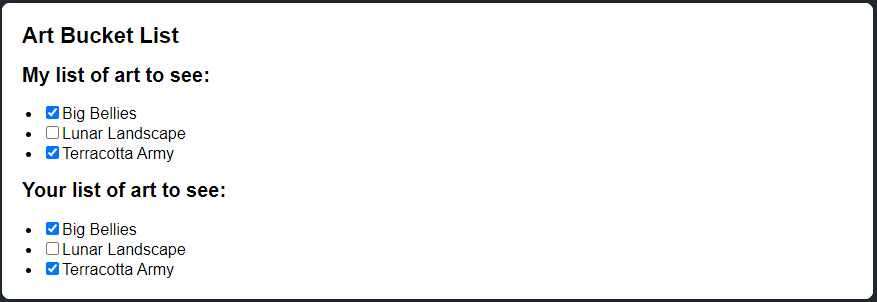 Art Bucket List
My list of art to see:
Big Bellies
Lunar Landscape
Terracotta Army
Your list of art to see:
Big Bellies
Lunar Landscape
Terracotta Army